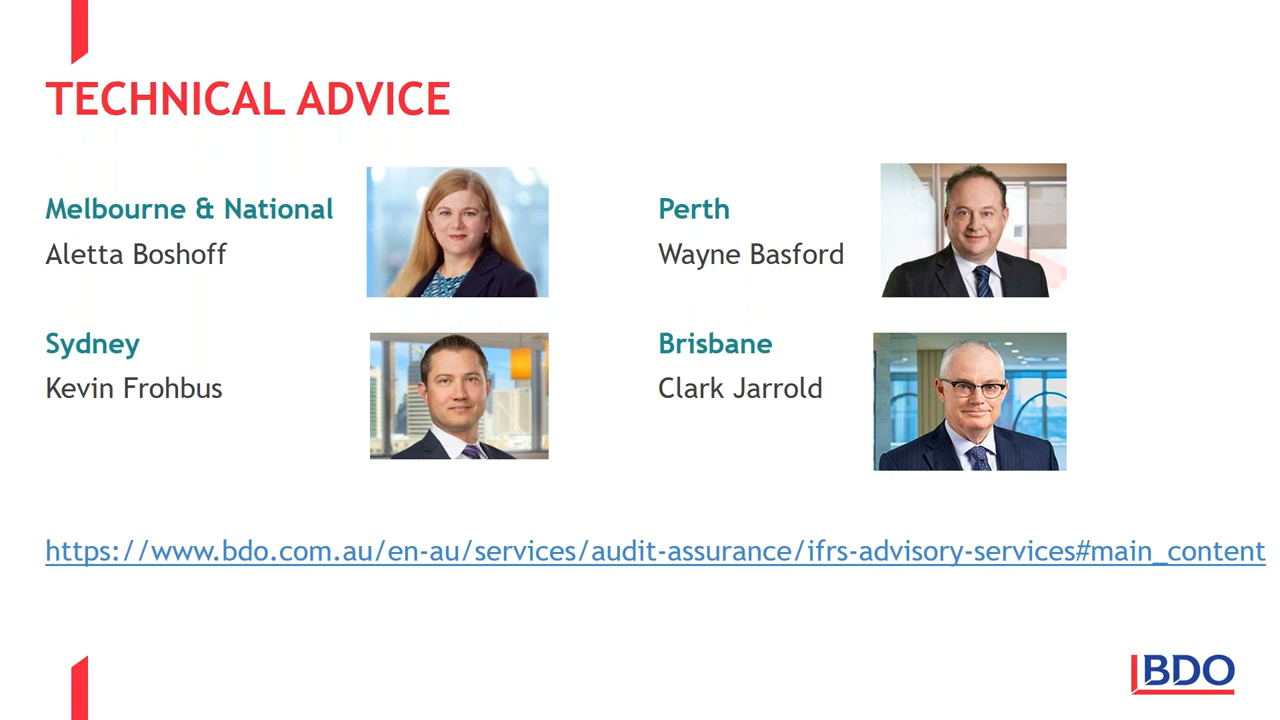 TECHNICAL ADVICE
Melbourne & National
Aletta Boshoff
Perth
Wayne Basford
Sydney
Kevin Frohbus
Brisbane
Clark Jarrold
https://www.bdo.com.au/en-au/services/audit-assurance/ifrs-advisory-services#main_content
BDO